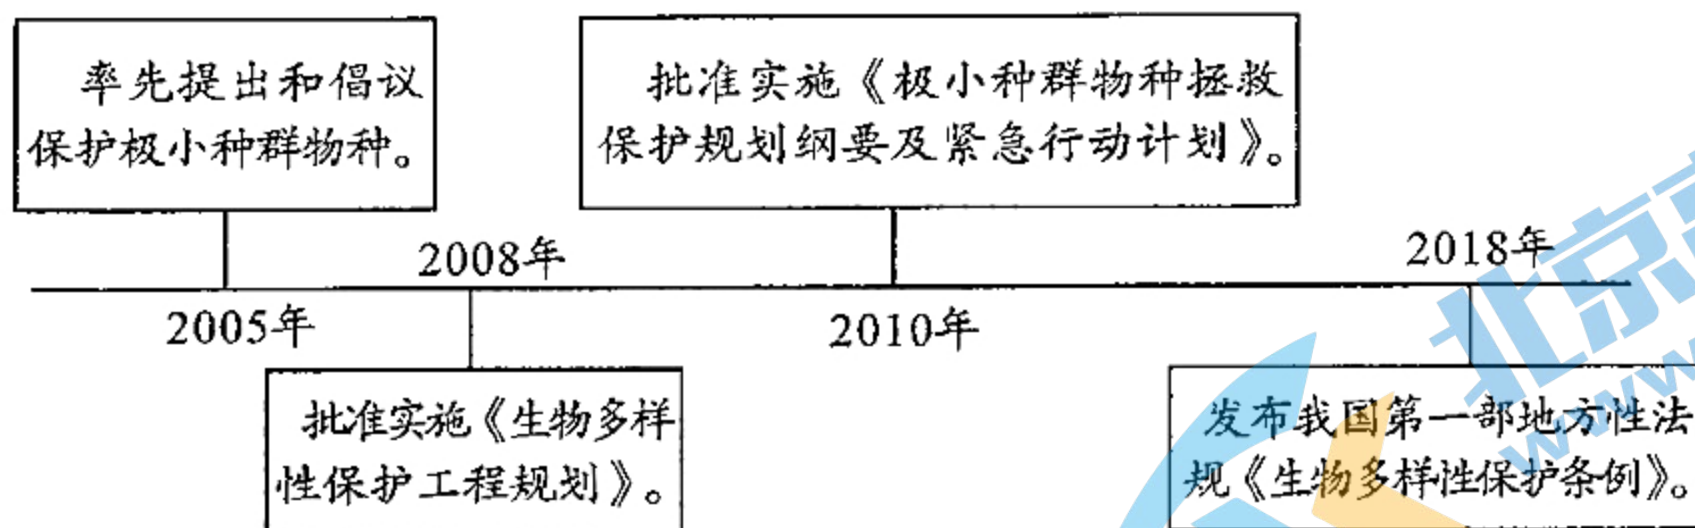 率先提出和倡议
保护极小种群物种。
批准实施《极小种群物种拯救
保护规划纲要及紧急行动计划》。
2008年
2018年
2005年
2010年
批准实施《生物多样
性保护工程规划》。
发布我国第一部地方性法
规《生物多样性保护条例》。
北京
www